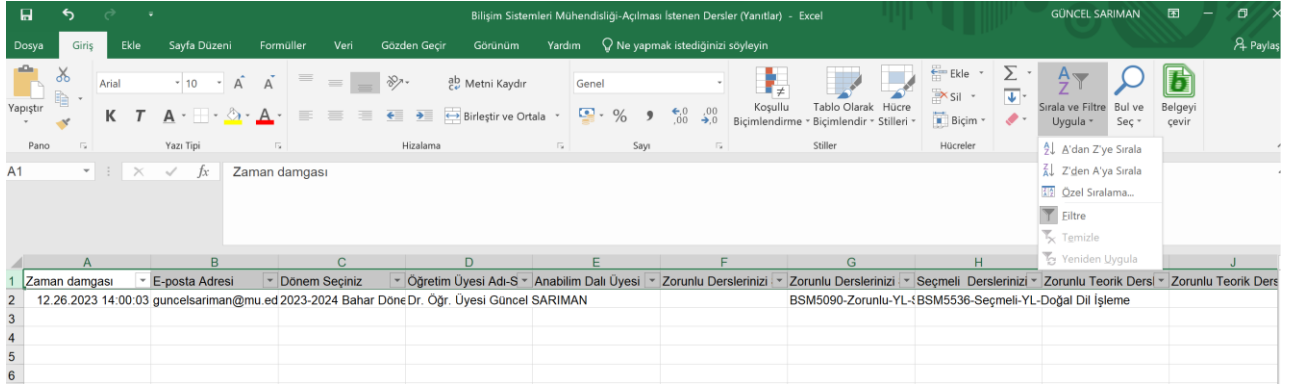 Bilişim Sistemleri Mühendisliği-Açılması İstenen Dersler (Yanıtlar) - Excel
GÜNCEL SARIMAN
Dosya Giriş Ekle Sayfa Düzeni Formüller Veri Gözden Geçir Görünüm Yardım Ne yapmak istediğinizi söyleyin Paylaş
Yapıştır
Arial 10 A A
K T A A
Metni Kaydır
Birleştir ve Ortala
Genel
% ,00
Koşullu Biçimlendirme
Tablo Olarak Biçimlendir
Hücre Stilleri
Ekle
Sil
Biçim
Sırala ve Filtre Uygula
Bul ve Seç
Belgeyi çevir
Pano Yazı Tipi Hizalama Sayı Stiller Hücreler
A'dan Z'ye Sırala
Z'den A'ya Sırala
Özel Sıralama...
Filtre
Temizle
Yeniden Uygula
A1 fx Zaman damgası
A B C D E F G H J
1 Zaman damgası E-posta Adresi Dönem Seçiniz Öğretim Üyesi Adı-S Anabilim Dalı Üyesi Zorunlu Derslerinizi Zorunlu Derslerinizi Seçmeli Derslerinizi Zorunlu Teorik Dersl Zorunlu Teorik Ders
2 12.26.2023 14:00:03 guncelsariman@mu.ed 2023-2024 Bahar Döne Dr. Öğr. Üyesi Güncel SARIMAN BSM5090-Zorunlu-YL- BSM5536-Seçmeli-YL-Doğal Dil İşleme
3
4
5
6